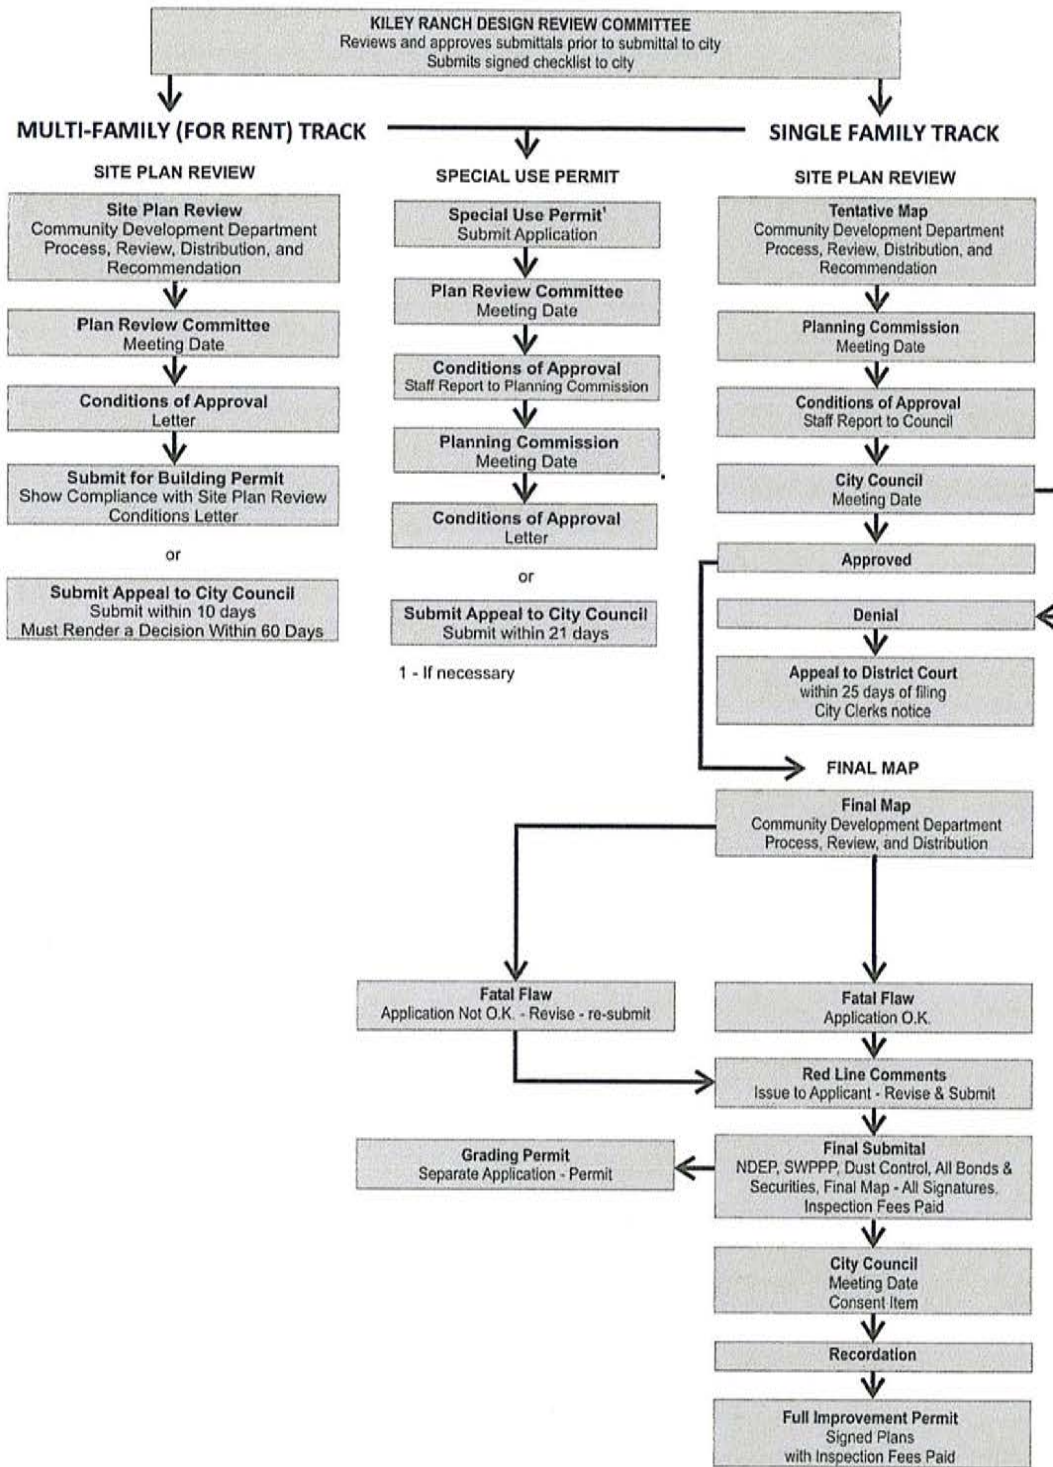 KILEY RANCH DESIGN REVIEW COMMITTEE
Reviews and approves submittals prior to submittal to city
Submits signed checklist to city
MULTI-FAMILY (FOR RENT) TRACK
SITE PLAN REVIEW
Site Plan Review
Community Development Department
Process, Review, Distribution, and
Recommendation
Plan Review Committee
Meeting Date
Conditions of Approval
Letter
Submit for Building Permit
Show Compliance with Site Plan Review
Conditions Letter
or
Submit Appeal to City Council
Submit within 10 days
Must Render a Decision Within 60 Days
SPECIAL USE PERMIT
Special Use Permit¹
Submit Application
Plan Review Committee
Meeting Date
Conditions of Approval
Staff Report to Planning Commission
Planning Commission
Meeting Date
Conditions of Approval
Letter
or
Submit Appeal to City Council
Submit within 21 days
1 - If necessary
SINGLE FAMILY TRACK
SITE PLAN REVIEW
Tentative Map
Community Development Department
Process, Review, Distribution, and
Recommendation
Planning Commission
Meeting Date
Conditions of Approval
Staff Report to Council
City Council
Meeting Date
Approved
Denial
Appeal to District Court
within 25 days of filing
City Clerks notice
FINAL MAP
Final Map
Community Development Department
Process, Review, and Distribution
Fatal Flaw
Application Not O.K. - Revise - re-submit
Fatal Flaw
Application O.K.
Red Line Comments
Issue to Applicant - Revise & Submit
Grading Permit
Separate Application - Permit
Final Submital
NDEP, SWPPP, Dust Control, All Bonds &
Securities, Final Map - All Signatures,
Inspection Fees Paid
City Council
Meeting Date
Consent Item
Recordation
Full Improvement Permit
Signed Plans
with Inspection Fees Paid